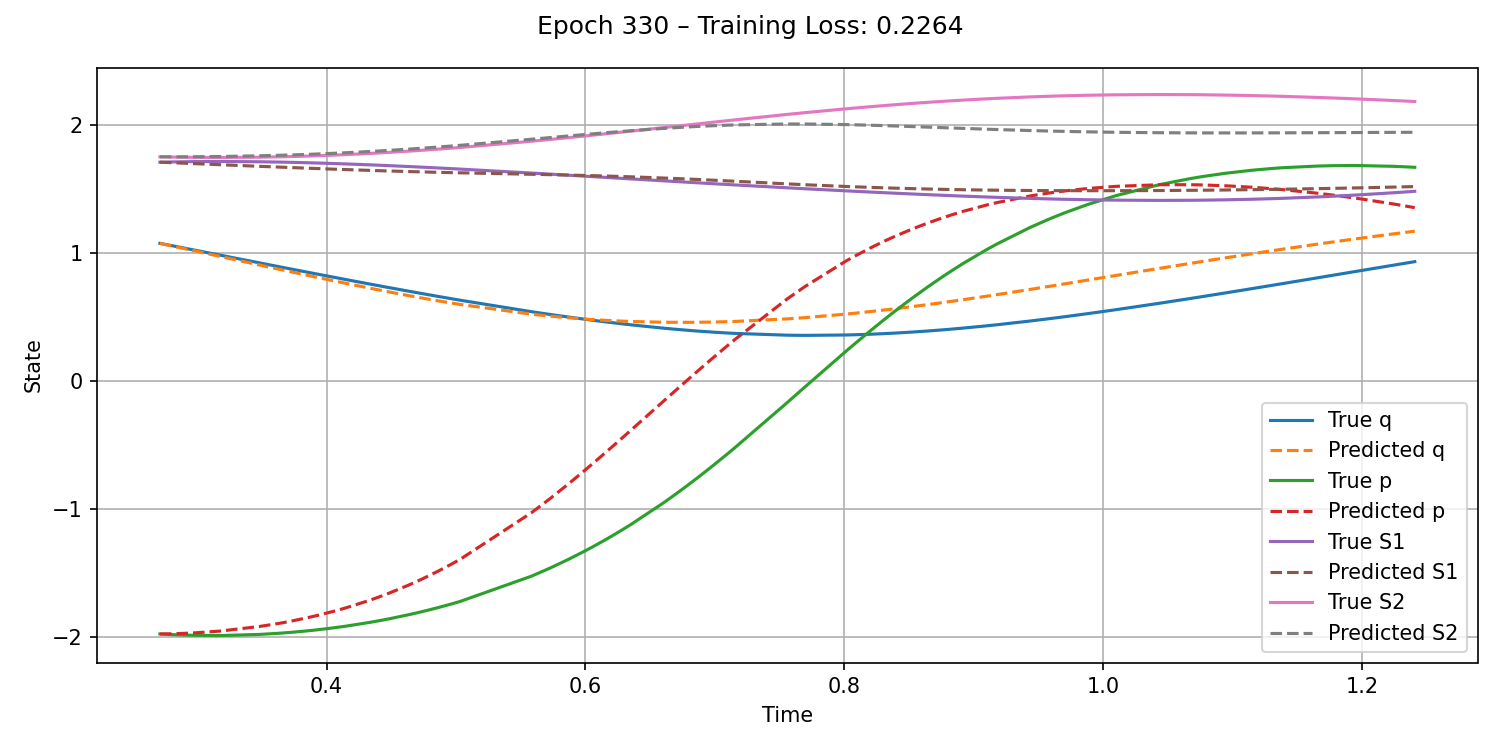 Epoch 330 – Training Loss: 0.2264
State
2
1
0
−1
−2
0.4
0.6
0.8
1.0
1.2
Time
True q
Predicted q
True p
Predicted p
True S1
Predicted S1
True S2
Predicted S2